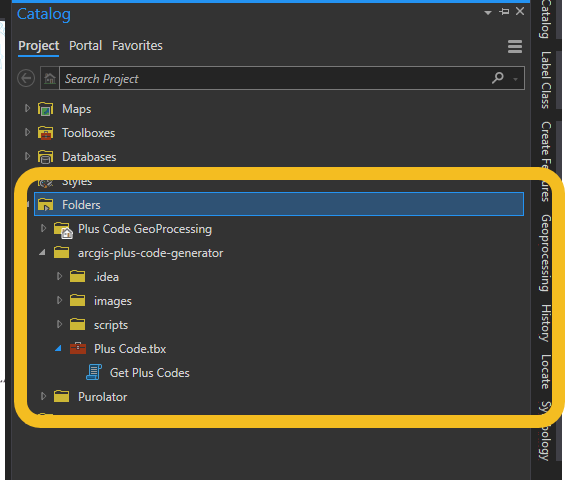 Catalog
Project Portal Favorites
Search Project
Maps
Toolboxes
Databases
Styles
Folders
Plus Code GeoProcessing
arcgis-plus-code-generator
.idea
images
scripts
Plus Code.tbx
Get Plus Codes
Purolator
Catalog
Label Class
Create Features
Geoprocessing
History
Locate
Symbology